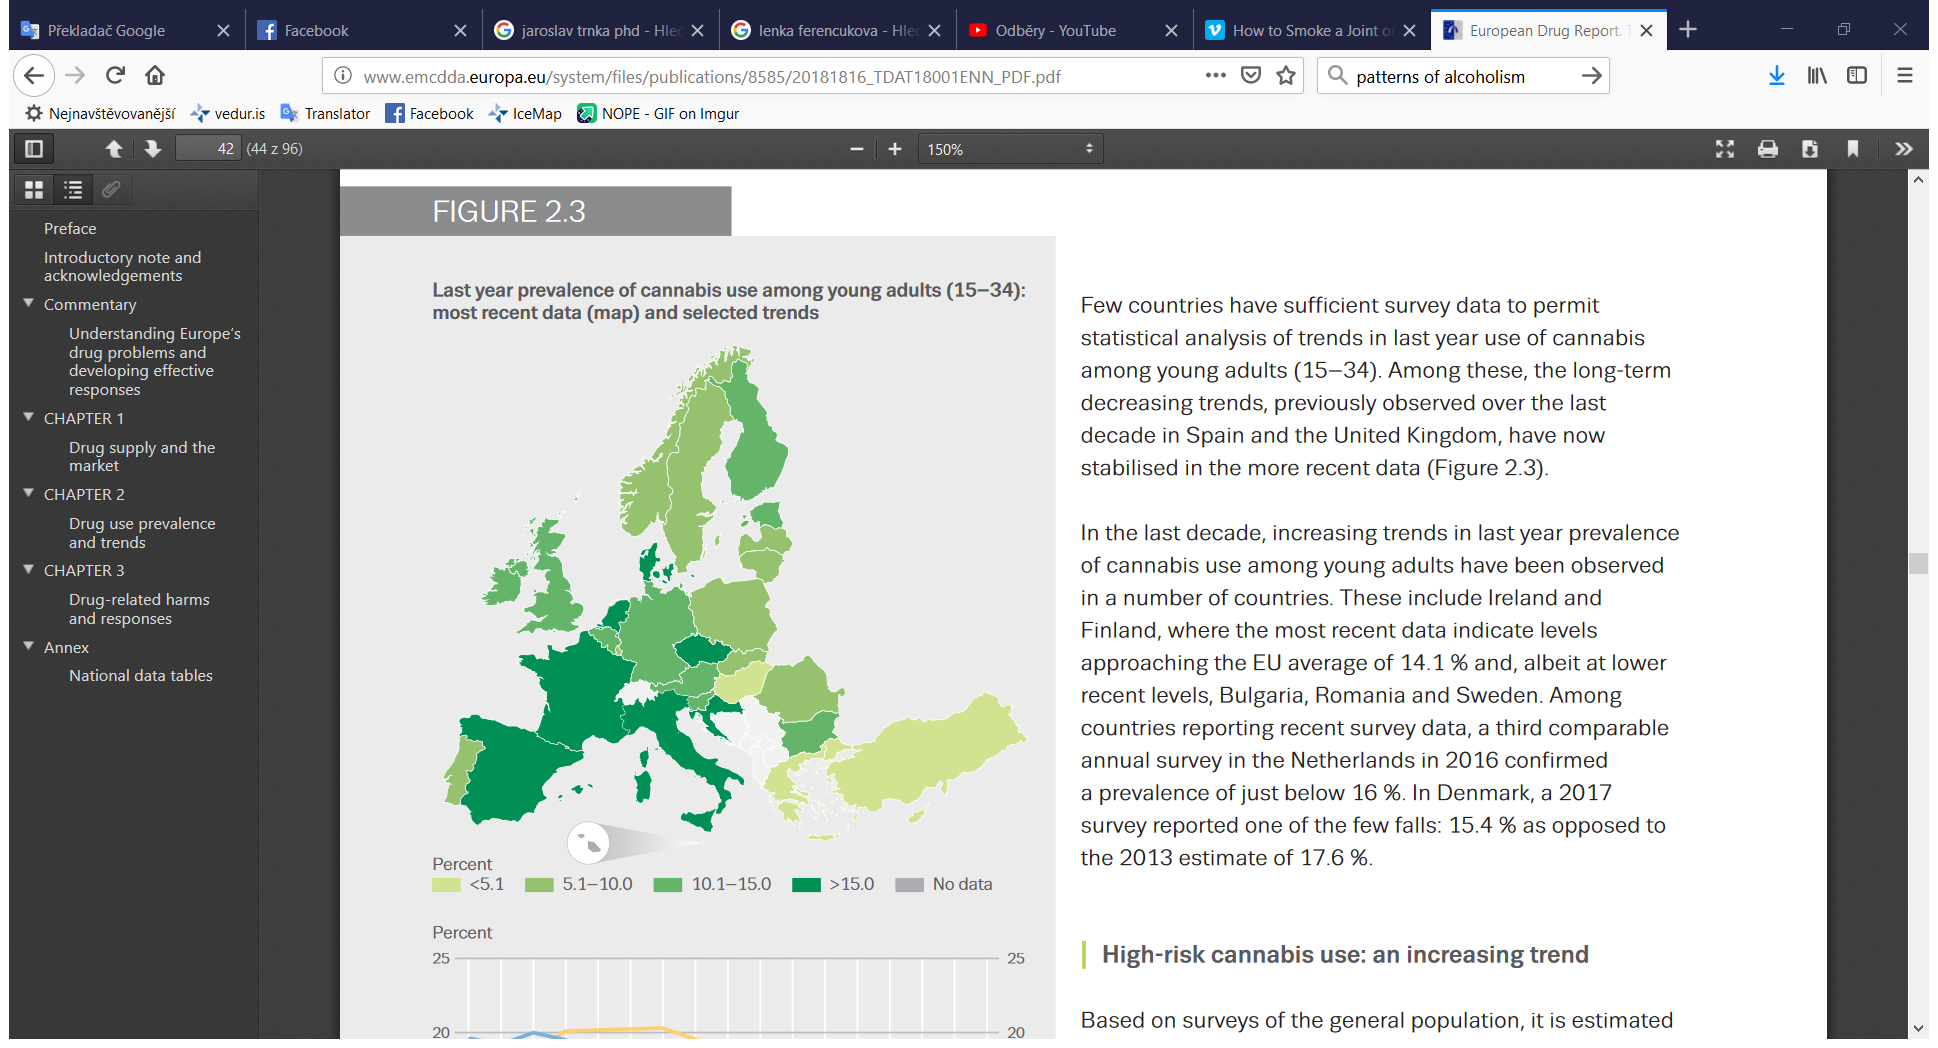 Překladač Google
Facebook
jaroslav trnka phd - Hlec
lenka ferencukova - Hlec
Odběry - YouTube
How to Smoke a Joint o
European Drug Report. T
www.emcdda.europa.eu/system/files/publications/8585/20181816_TDAT18001ENN_PDF.pdf
patterns of alcoholism
Nejnavštěvovanější
vedur.is
Translator
Facebook
IceMap
NOPE - GIF on Imgur
42 (44 z 96)
150%
Preface
Introductory note and
acknowledgements
Commentary
Understanding Europe's
drug problems and
developing effective
responses
CHAPTER 1
Drug supply and the
market
CHAPTER 2
Drug use prevalence
and trends
CHAPTER 3
Drug-related harms
and responses
Annex
National data tables
FIGURE 2.3
Last year prevalence of cannabis use among young adults (15–34):
most recent data (map) and selected trends
Percent
<5.1 5.1–10.0 10.1–15.0 >15.0 No data
Percent
25 25
20 20
Few countries have sufficient survey data to permit
statistical analysis of trends in last year use of cannabis
among young adults (15–34). Among these, the long-term
decreasing trends, previously observed over the last
decade in Spain and the United Kingdom, have now
stabilised in the more recent data (Figure 2.3).
In the last decade, increasing trends in last year prevalence
of cannabis use among young adults have been observed
in a number of countries. These include Ireland and
Finland, where the most recent data indicate levels
approaching the EU average of 14.1 % and, albeit at lower
recent levels, Bulgaria, Romania and Sweden. Among
countries reporting recent survey data, a third comparable
annual survey in the Netherlands in 2016 confirmed
a prevalence of just below 16 %. In Denmark, a 2017
survey reported one of the few falls: 15.4 % as opposed to
the 2013 estimate of 17.6 %.
High-risk cannabis use: an increasing trend
Based on surveys of the general population, it is estimated